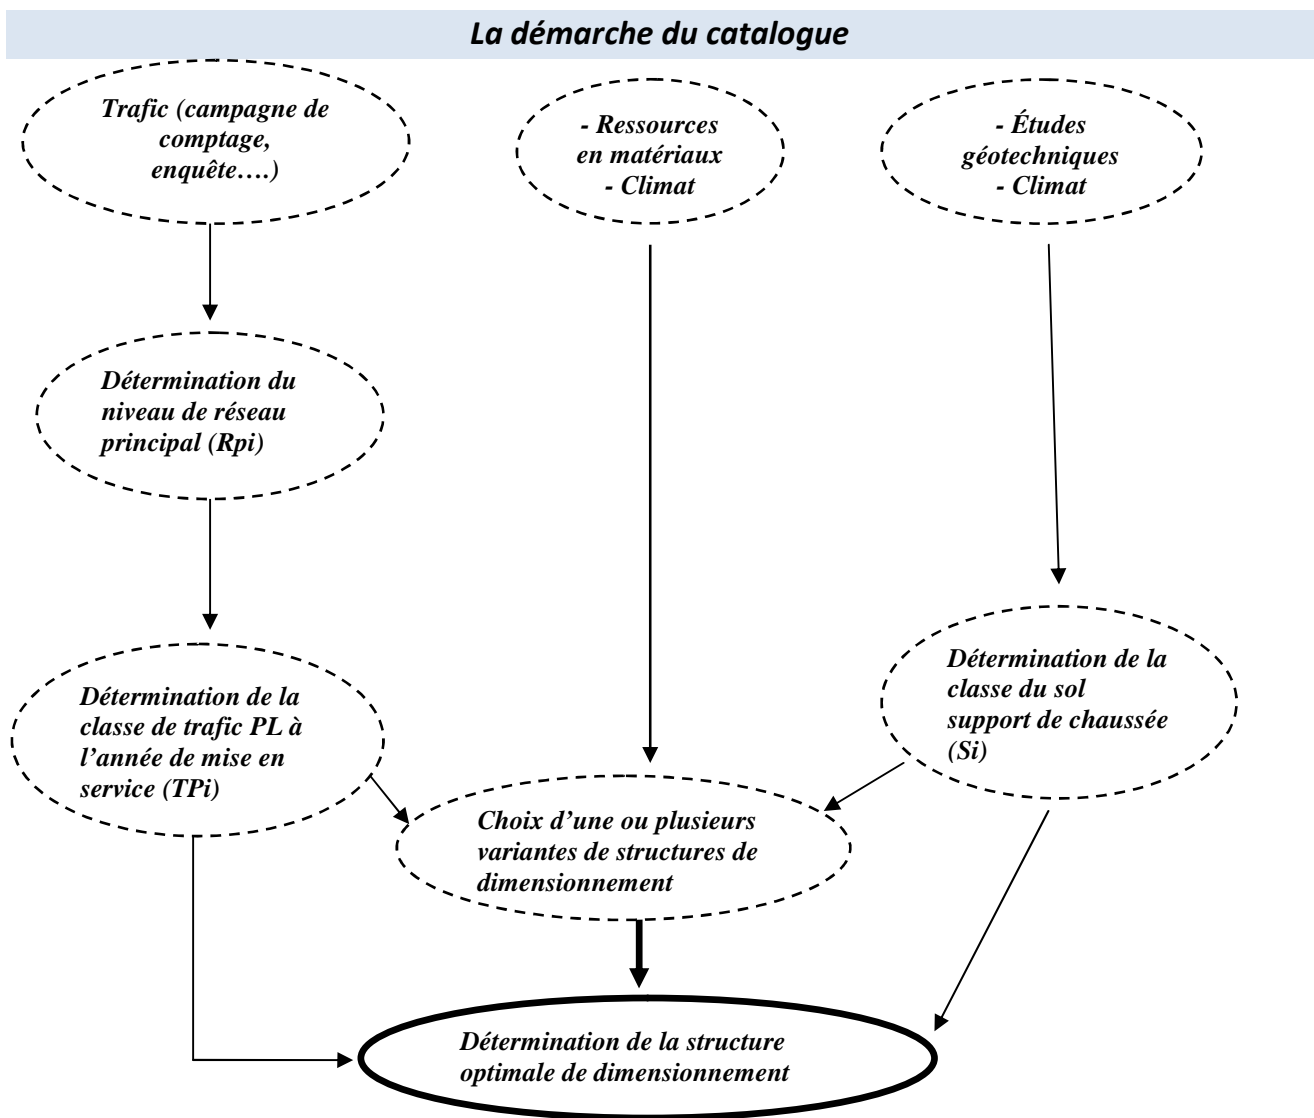 La démarche du catalogue
Trafic (campagne de
comptage,
enquête….)
- Ressources
en matériaux
- Climat
- Études
géotechniques
- Climat
Détermination du
niveau de réseau
principal (Rpi)
Détermination de la
classe de trafic PL à
l’année de mise en
service (TPi)
Détermination de la
classe du sol
support de chaussée
(Si)
Choix d’une ou plusieurs
variantes de structures de
dimensionnement
Détermination de la structure
optimale de dimensionnement